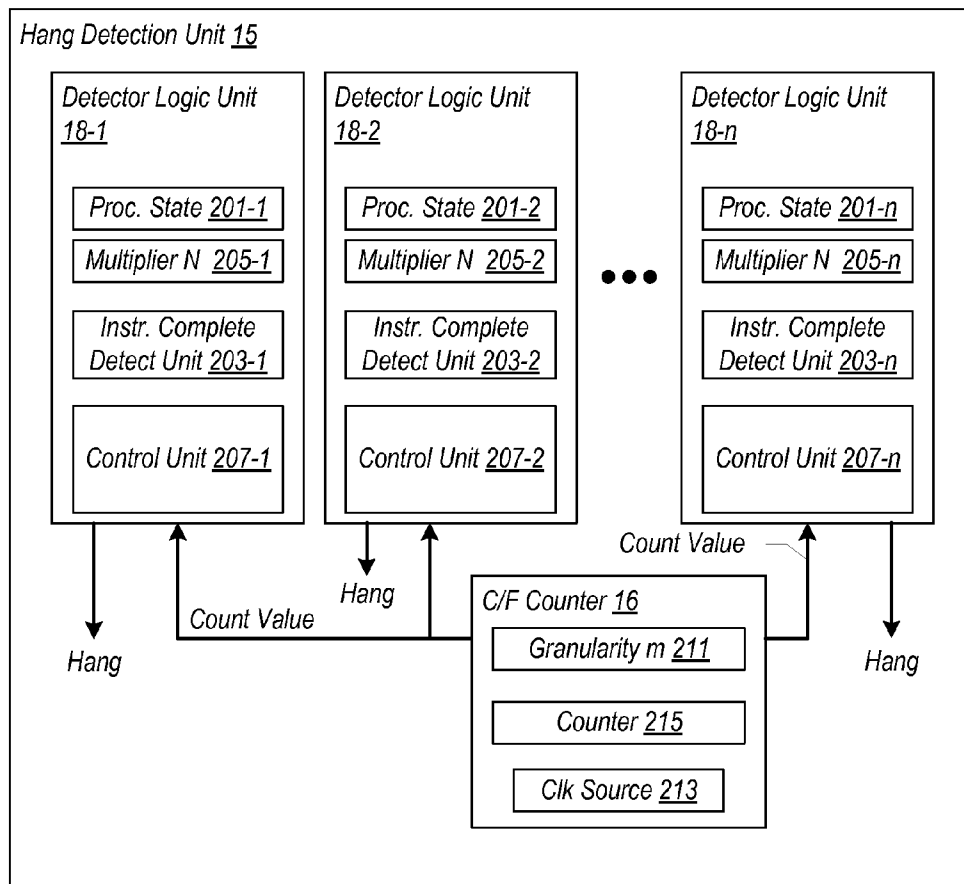 Hang Detection Unit 15
Detector Logic Unit
18-1
Proc. State 201-1
Multiplier N 205-1
Instr. Complete
Detect Unit 203-1
Control Unit 207-1
Detector Logic Unit
18-2
Proc. State 201-2
Multiplier N 205-2
Instr. Complete
Detect Unit 203-2
Control Unit 207-2
Detector Logic Unit
18-n
Proc. State 201-n
Multiplier N 205-n
Instr. Complete
Detect Unit 203-n
Control Unit 207-n
Hang
Count Value
Hang
Count Value
Hang
C/F Counter 16
Granularity m 211
Counter 215
Clk Source 213